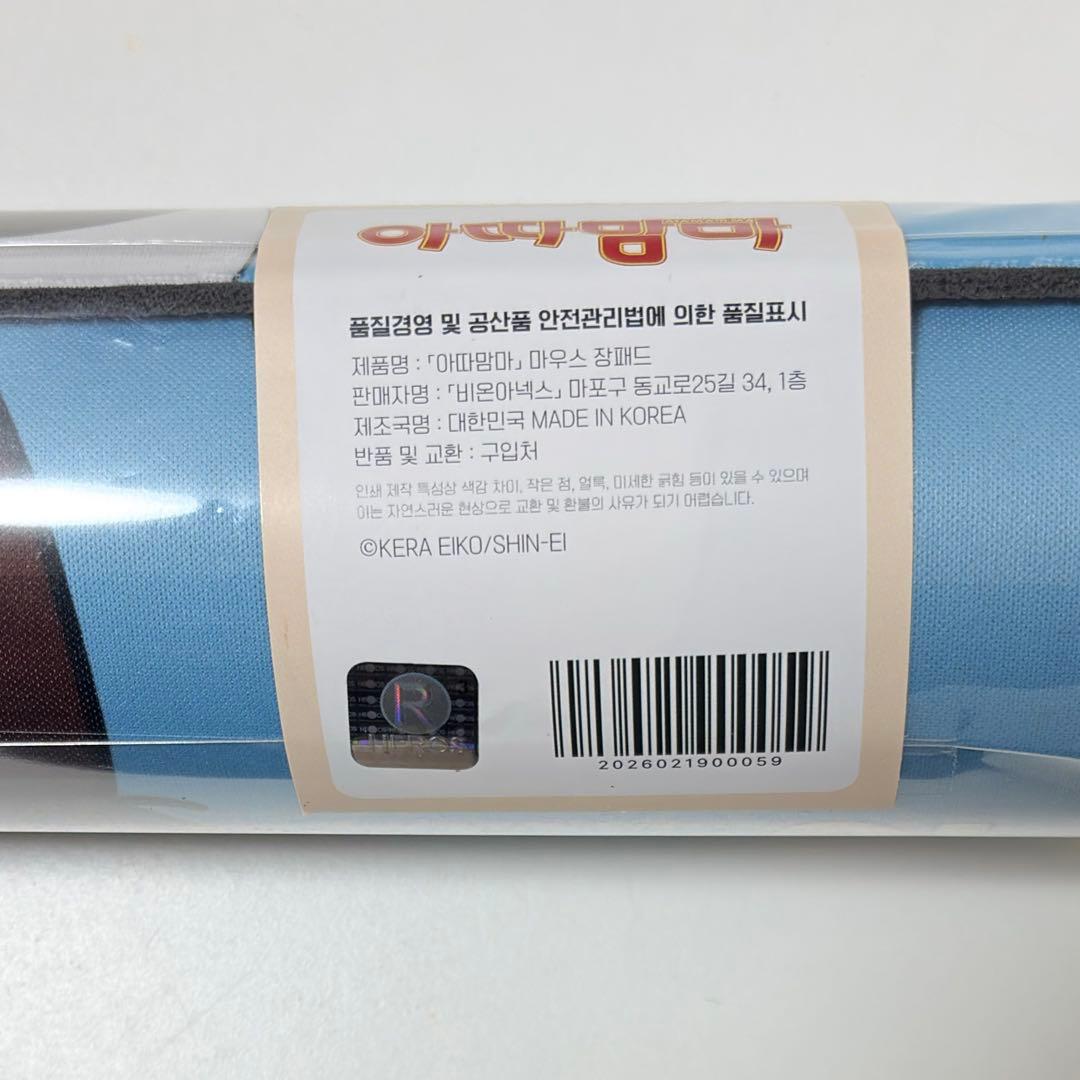 아따맘마
품질경영 및 공산품 안전관리법에 의한 품질표시
제품명 : 「아따맘마」 마우스 장패드
판매자명 : 「비온아넥스」 마포구 동교로25길 34, 1층
제조국명 : 대한민국 MADE IN KOREA
반품 및 교환 : 구입처
인쇄 제작 특성상 색감 차이, 작은 점, 얼룩, 미세한 긁힘 등이 있을 수 있으며
이는 자연스러운 현상으로 교환 및 환불의 사유가 되기 어렵습니다.
©KERA EIKO/SHIN-EI
R
2026021900059